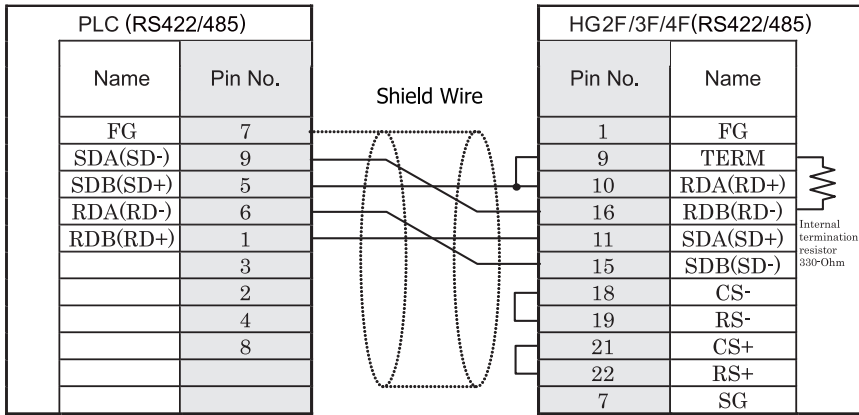 PLC (RS422/485) HG2F/3F/4F(RS422/485)
Name Pin No. Shield Wire Pin No. Name
FG 7 1 FG
SDA(SD-) 9 9 TERM
SDB(SD+) 5 10 RDA(RD+)
RDA(RD-) 6 16 RDB(RD-)
RDB(RD+) 1 11 SDA(SD+)
3 15 SDB(SD-)
2 18 CS-
4 19 RS-
8 21 CS+
22 RS+
7 SG
Internal
termination
resistor
330-Ohm